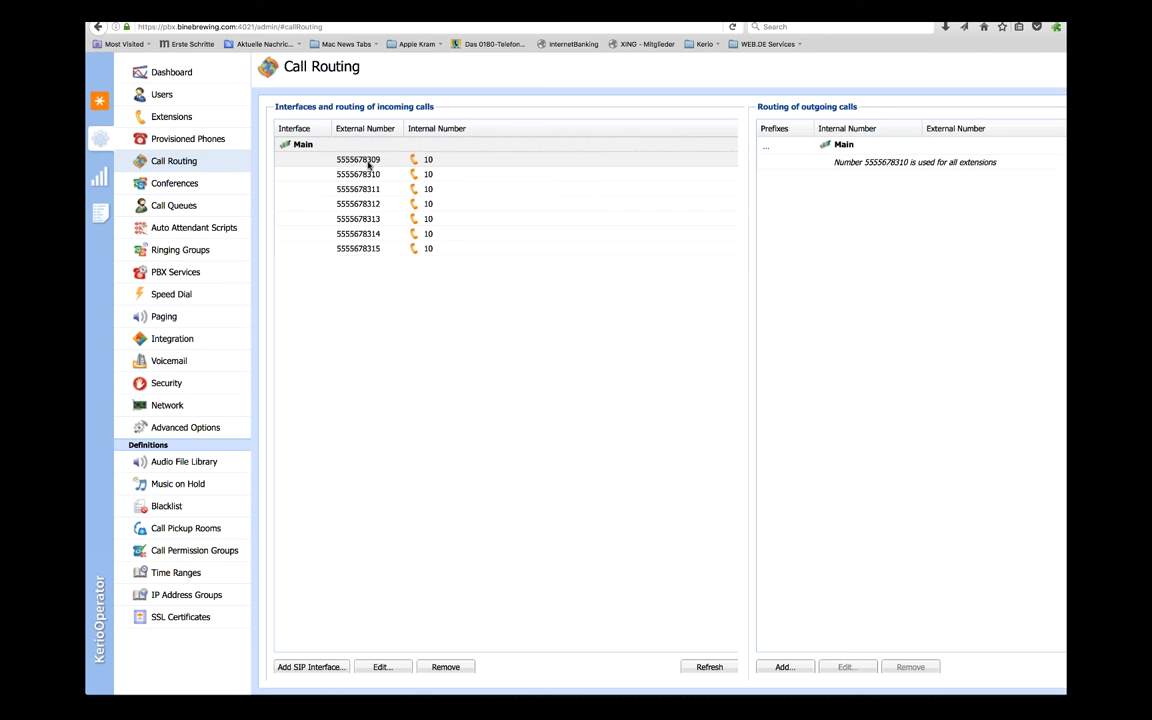 https://pbx.binebrewing.com:4021/admin/#callRouting
Search
Most Visited
Erste Schritte
Aktuelle Nachric...
Mac News Tabs
Apple Kram
Das 0180-Telefon...
InternetBanking
XING - Mitglieder
Kerio
WEB.DE Services
Dashboard
Users
Extensions
Provisioned Phones
Call Routing
Conferences
Call Queues
Auto Attendant Scripts
Ringing Groups
PBX Services
Speed Dial
Paging
Integration
Voicemail
Security
Network
Advanced Options
Definitions
Audio File Library
Music on Hold
Blacklist
Call Pickup Rooms
Call Permission Groups
Time Ranges
IP Address Groups
SSL Certificates
KerioOperator
Call Routing
Interfaces and routing of incoming calls
Interface External Number Internal Number
Main
5555678309 10
5555678310 10
5555678311 10
5555678312 10
5555678313 10
5555678314 10
5555678315 10
Add SIP Interface... Edit... Remove Refresh
Routing of outgoing calls
Prefixes Internal Number External Number
... Main
Number 5555678310 is used for all extensions
Add... Edit... Remove